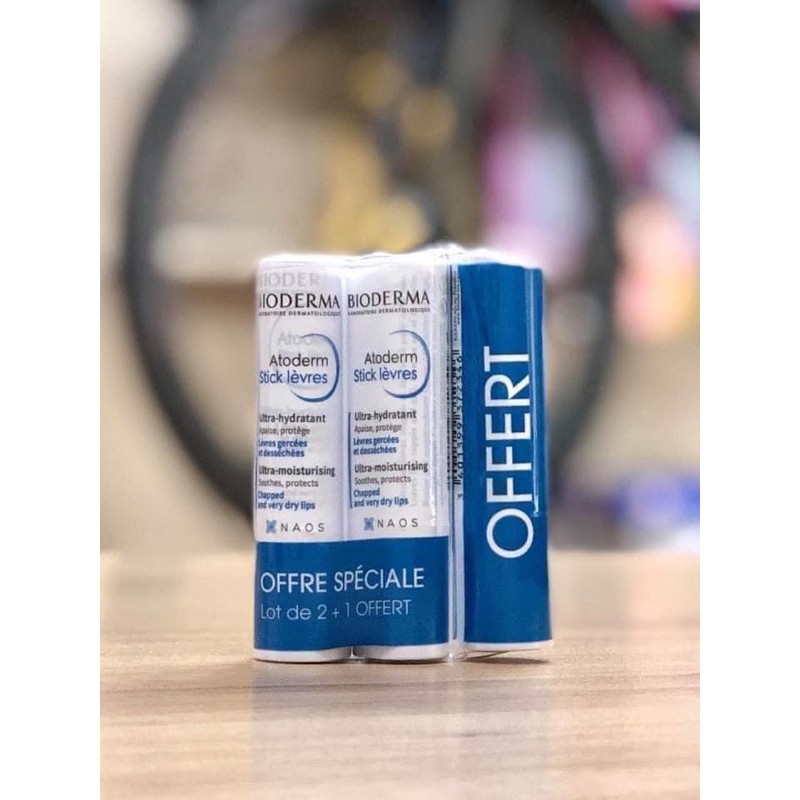 BIODERMA
LABORATOIRE DERMATOLOGIQUE
Atoderm
Stick lèvres
Ultra-hydratant
Apaise, protège
Lèvres gercées
et desséchées
Ultra-moisturising
Soothes, protects
Chapped
and very dry lips
NAOS
BIODERMA
LABORATOIRE DERMATOLOGIQUE
Atoderm
Stick lèvres
Ultra-hydratant
Apaise, protège
Lèvres gercées
et desséchées
Ultra-moisturising
Soothes, protects
Chapped
and very dry lips
NAOS
OFFRE SPÉCIALE
Lot de 2 + 1 OFFERT
OFFERT